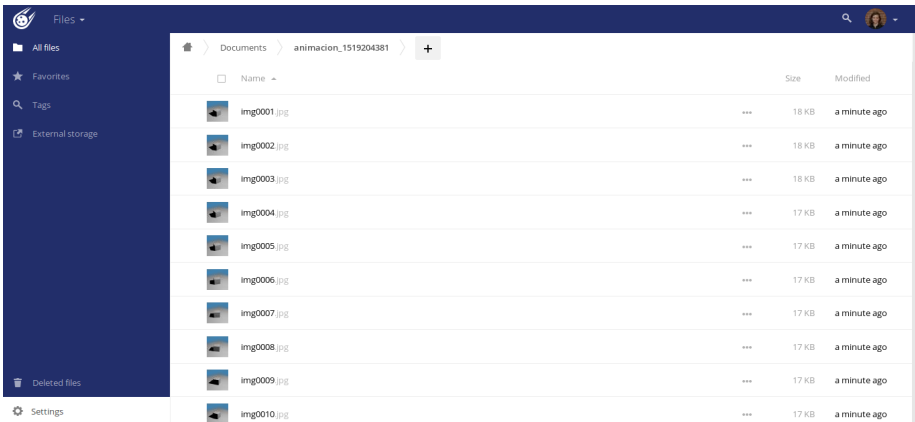 Files
All files
Favorites
Tags
External storage
Deleted files
Settings
Documents animacion_1519204381 +
Name Size Modified
img0001.jpg ••• 18 KB a minute ago
img0002.jpg ••• 18 KB a minute ago
img0003.jpg ••• 18 KB a minute ago
img0004.jpg ••• 17 KB a minute ago
img0005.jpg ••• 17 KB a minute ago
img0006.jpg ••• 17 KB a minute ago
img0007.jpg ••• 17 KB a minute ago
img0008.jpg ••• 17 KB a minute ago
img0009.jpg ••• 17 KB a minute ago
img0010.jpg ••• 17 KB a minute ago